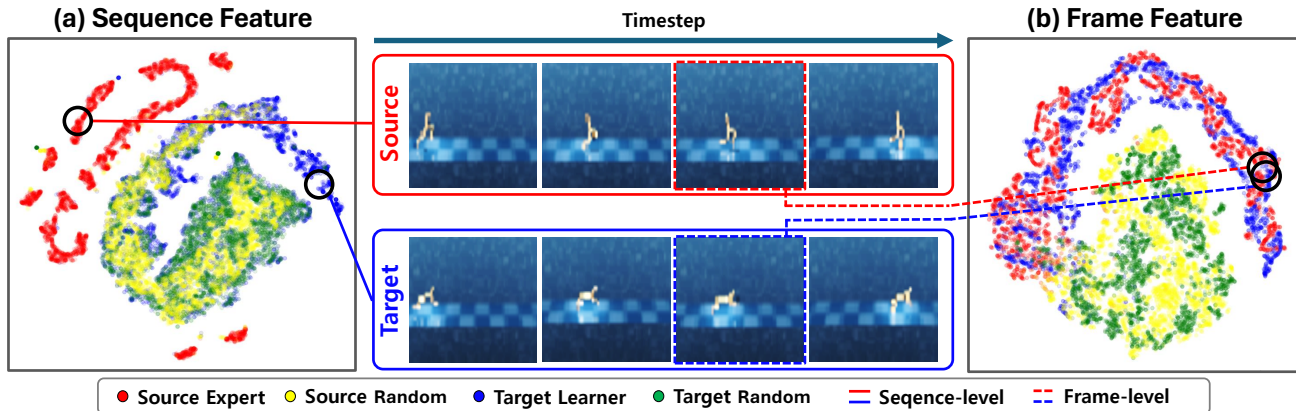 (a) Sequence Feature
Timestep
(b) Frame Feature
Source
Target
Source Expert
Source Random
Target Learner
Target Random
Seqence-level
Frame-level